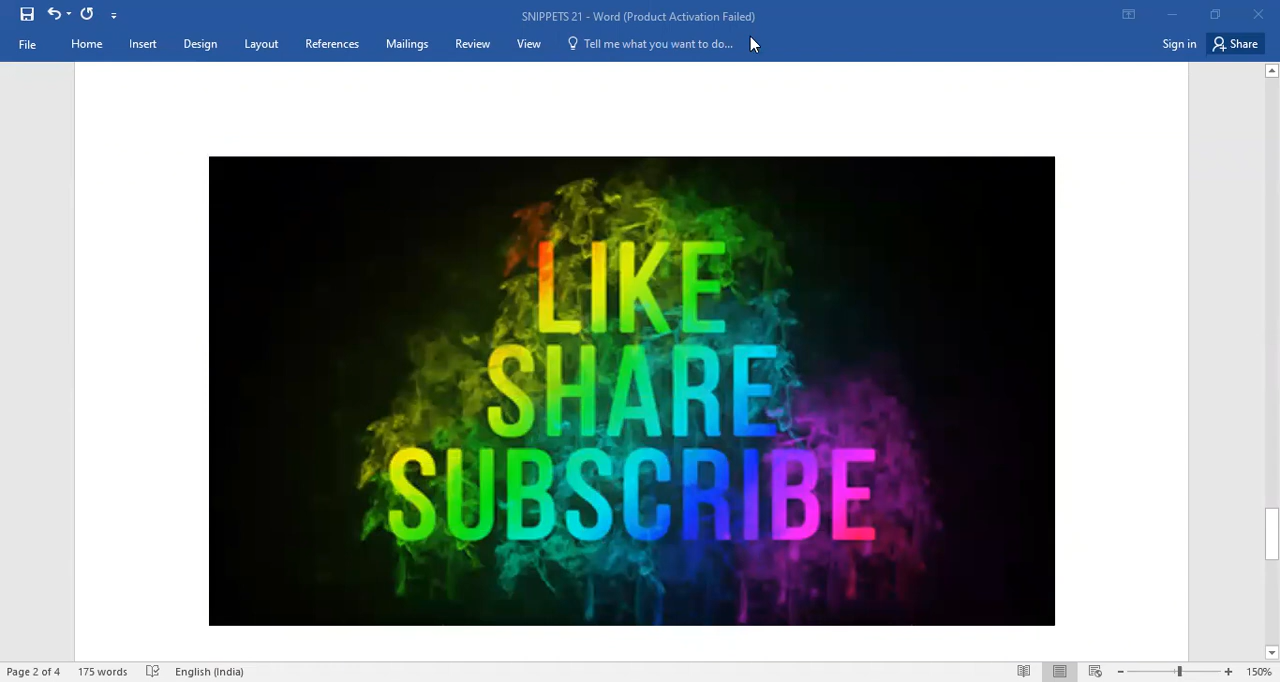 SNIPPETS 21 - Word (Product Activation Failed)
File Home Insert Design Layout References Mailings Review View Tell me what you want to do... Sign in Share
LIKE
SHARE
SUBSCRIBE
Page 2 of 4 175 words English (India) 150%